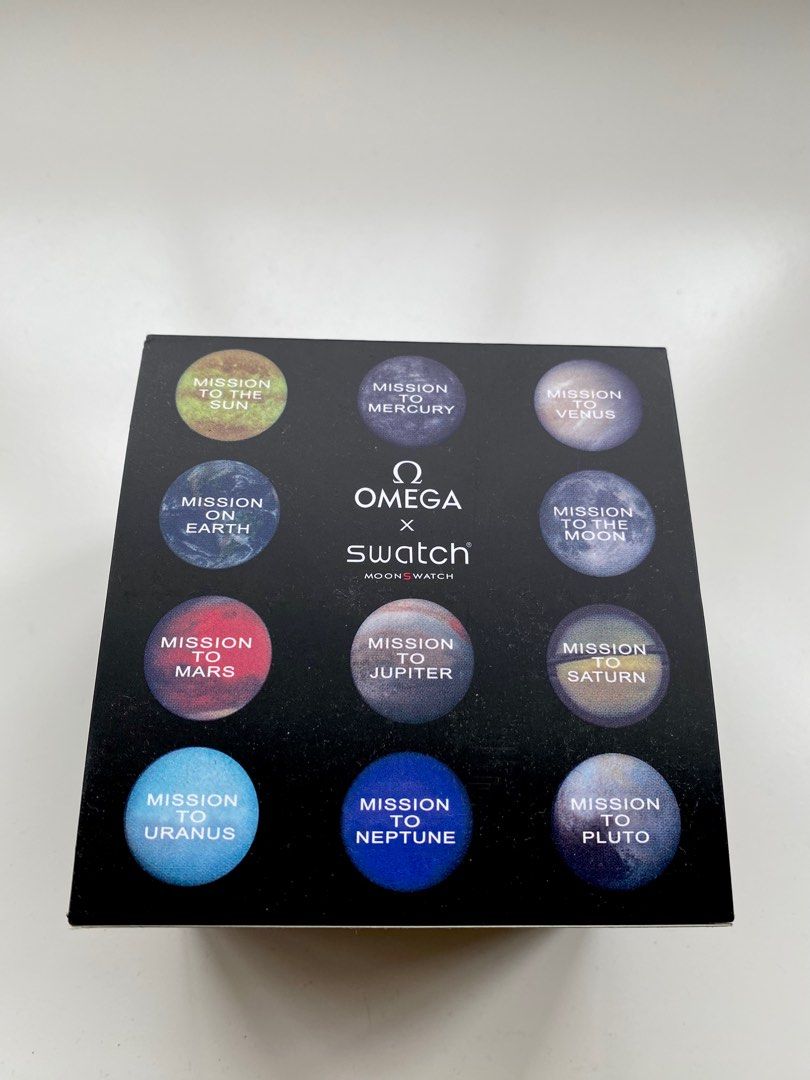 MISSION
TO THE
SUN
MISSION
TO
MERCURY
MISSION
TO
VENUS
MISSION
ON
EARTH
Ω
OMEGA
×
swatch®
MOONSWATCH
MISSION
TO THE
MOON
MISSION
TO
MARS
MISSION
TO
JUPITER
MISSION
TO
SATURN
MISSION
TO
URANUS
MISSION
TO
NEPTUNE
MISSION
TO
PLUTO